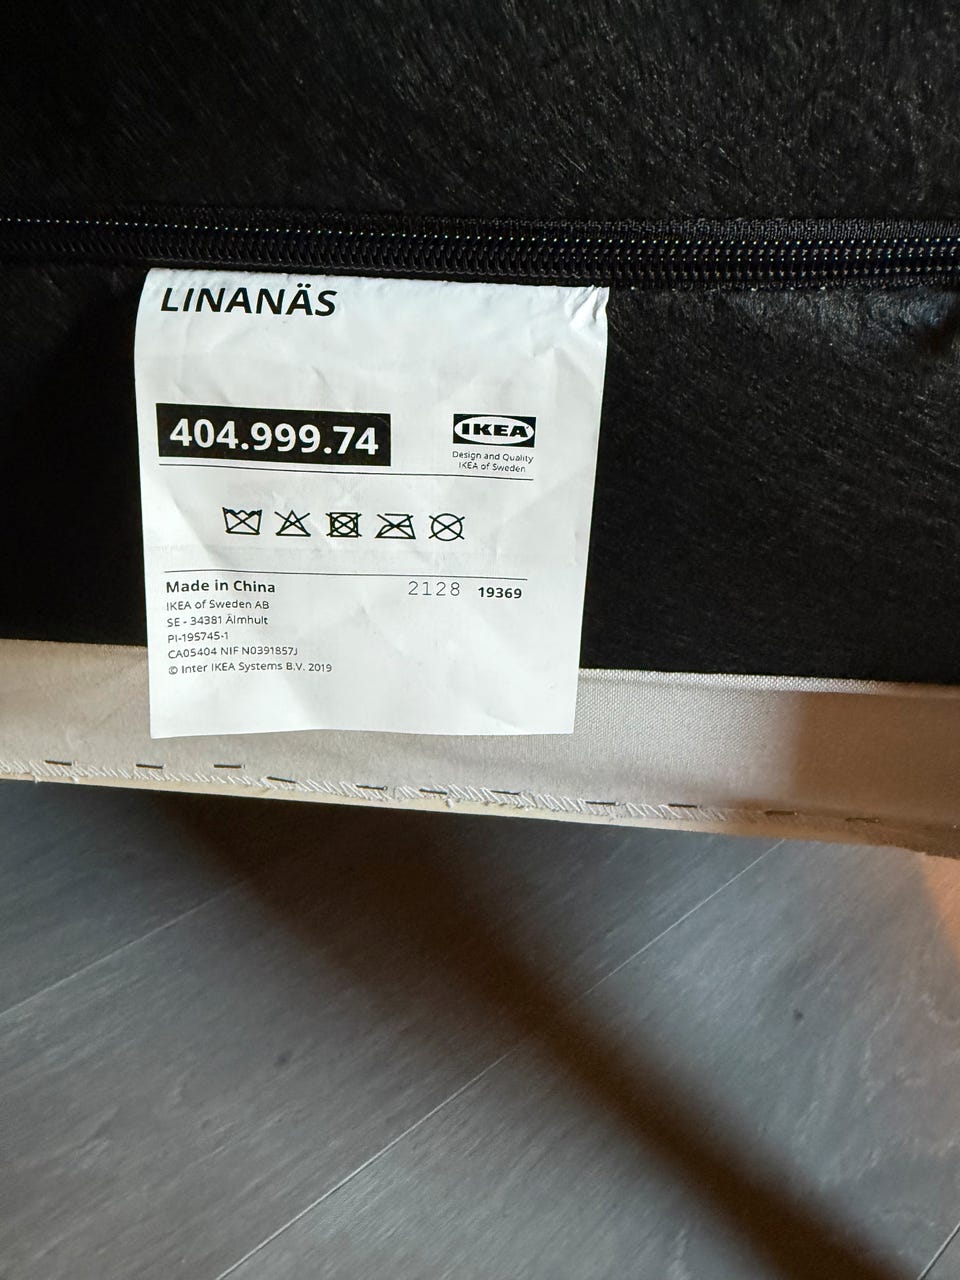 LINANÄS
404.999.74
IKEA
Design and Quality
IKEA of Sweden
Made in China
2128 19369
IKEA of Sweden AB
SE - 34381 Älmhult
PI-195745-1
CA05404 NIF N0391857J
© Inter IKEA Systems B.V. 2019